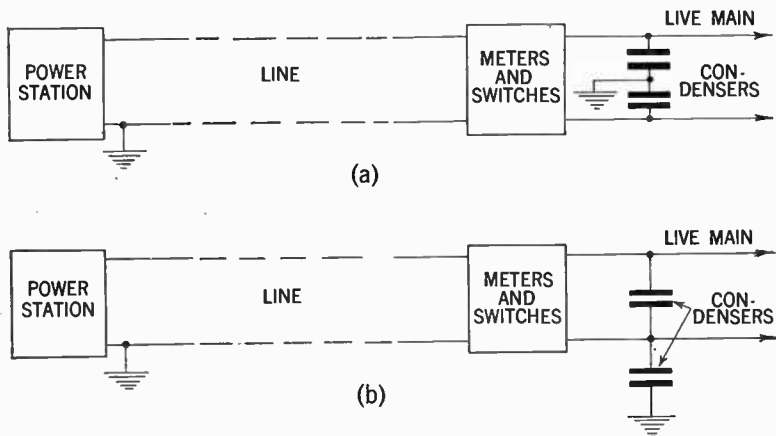 LIVE MAIN
POWER
STATION
LINE
METERS
AND
SWITCHES
CON-
DENSERS
(a)
LIVE MAIN
POWER
STATION
LINE
METERS
AND
SWITCHES
CON-
DENSERS
(b)